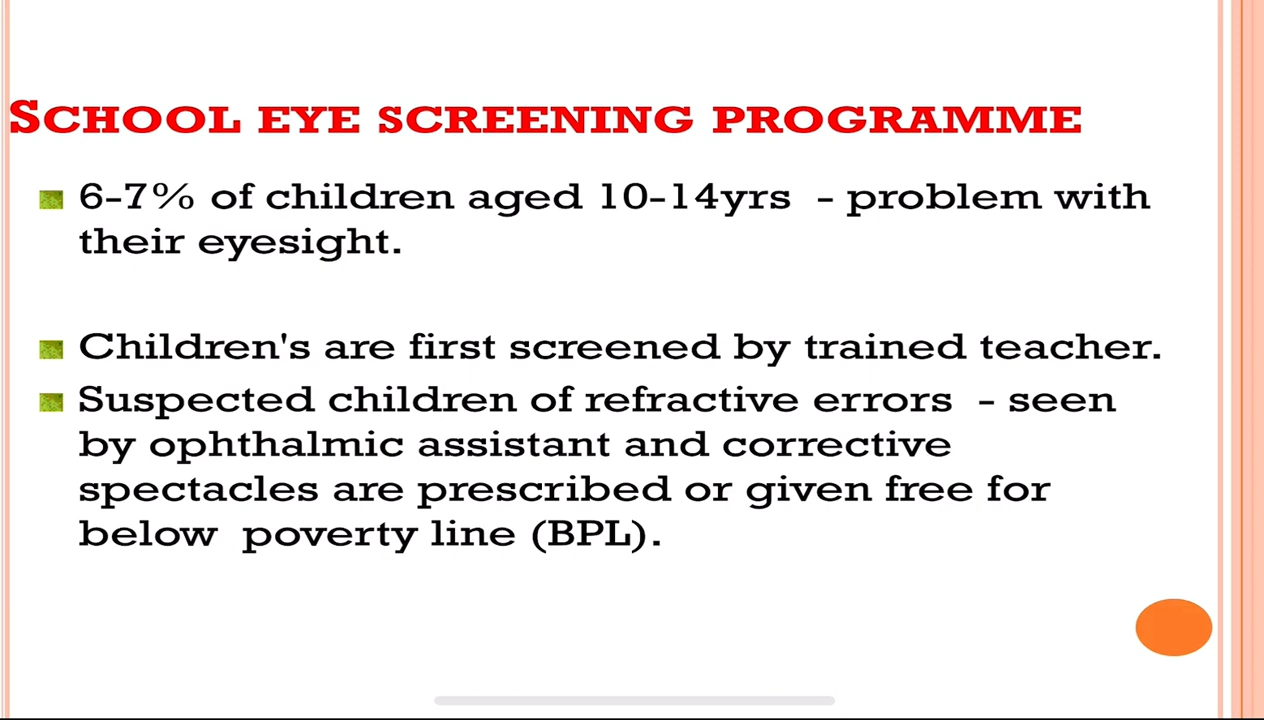 SCHOOL EYE SCREENING PROGRAMME
6-7% of children aged 10-14yrs - problem with
their eyesight.
Children's are first screened by trained teacher.
Suspected children of refractive errors - seen
by ophthalmic assistant and corrective
spectacles are prescribed or given free for
below poverty line (BPL).